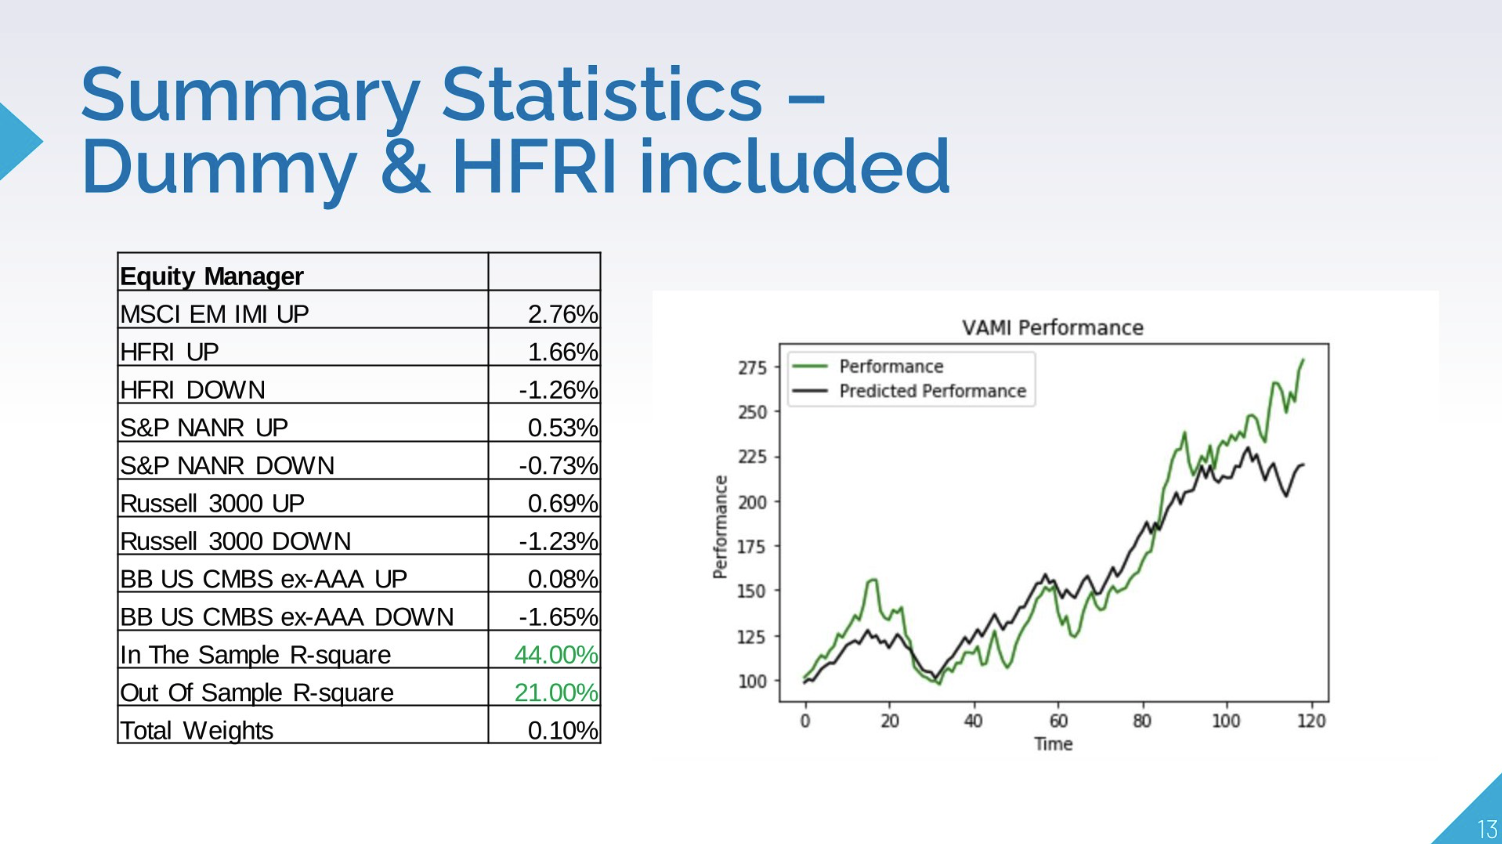 Summary Statistics –
Dummy & HFRI included
Equity Manager
MSCI EM IMI UP 2.76%
HFRI UP 1.66%
HFRI DOWN -1.26%
S&P NANR UP 0.53%
S&P NANR DOWN -0.73%
Russell 3000 UP 0.69%
Russell 3000 DOWN -1.23%
BB US CMBS ex-AAA UP 0.08%
BB US CMBS ex-AAA DOWN -1.65%
In The Sample R-square 44.00%
Out Of Sample R-square 21.00%
Total Weights 0.10%
VAMI Performance
Performance
Predicted Performance
275
250
225
200
175
150
125
100
Performance
0 20 40 60 80 100 120
Time
13